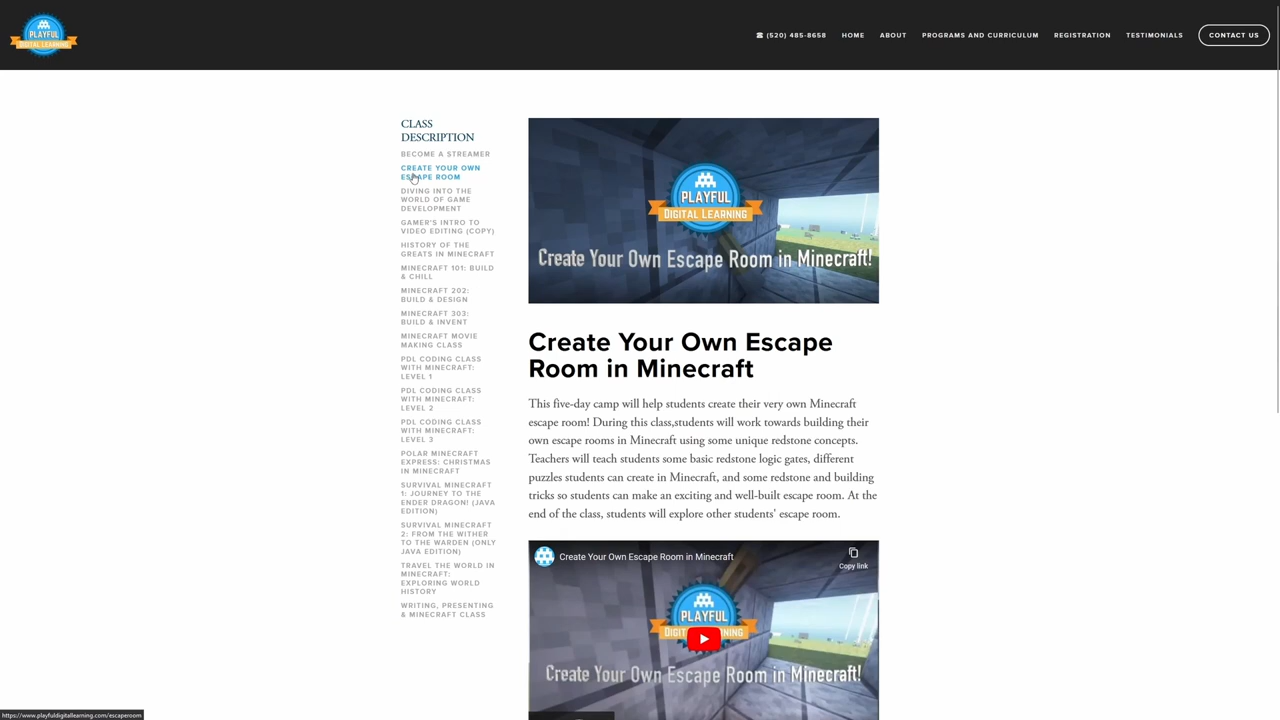 PLAYFUL
DIGITAL LEARNING
☎ (520) 485-8658
HOME
ABOUT
PROGRAMS AND CURRICULUM
REGISTRATION
TESTIMONIALS
CONTACT US
CLASS
DESCRIPTION
BECOME A STREAMER
CREATE YOUR OWN
ESCAPE ROOM
DIVING INTO THE
WORLD OF GAME
DEVELOPMENT
GAMER'S INTRO TO
VIDEO EDITING (COPY)
HISTORY OF THE
GREATS IN MINECRAFT
MINECRAFT 101: BUILD
& CHILL
MINECRAFT 202:
BUILD & DESIGN
MINECRAFT 303:
BUILD & INVENT
MINECRAFT MOVIE
MAKING CLASS
PDL CODING CLASS
WITH MINECRAFT:
LEVEL 1
PDL CODING CLASS
WITH MINECRAFT:
LEVEL 2
PDL CODING CLASS
WITH MINECRAFT:
LEVEL 3
POLAR MINECRAFT
EXPRESS: CHRISTMAS
IN MINECRAFT
SURVIVAL MINECRAFT
1: JOURNEY TO THE
ENDER DRAGON! (JAVA
EDITION)
SURVIVAL MINECRAFT
2: FROM THE WITHER
TO THE WARDEN (ONLY
JAVA EDITION)
TRAVEL THE WORLD IN
MINECRAFT:
EXPLORING WORLD
HISTORY
WRITING, PRESENTING
& MINECRAFT CLASS
PLAYFUL
DIGITAL LEARNING
Create Your Own Escape Room in Minecraft!
Create Your Own Escape
Room in Minecraft
This five-day camp will help students create their very own Minecraft
escape room! During this class,students will work towards building their
own escape rooms in Minecraft using some unique redstone concepts.
Teachers will teach students some basic redstone logic gates, different
puzzles students can create in Minecraft, and some redstone and building
tricks so students can make an exciting and well-built escape room. At the
end of the class, students will explore other students' escape room.
Create Your Own Escape Room in Minecraft
Copy link
PLAYFUL
Create Your Own Escape Room in Minecraft!
https://www.playfuldigitallearning.com/escaperoom